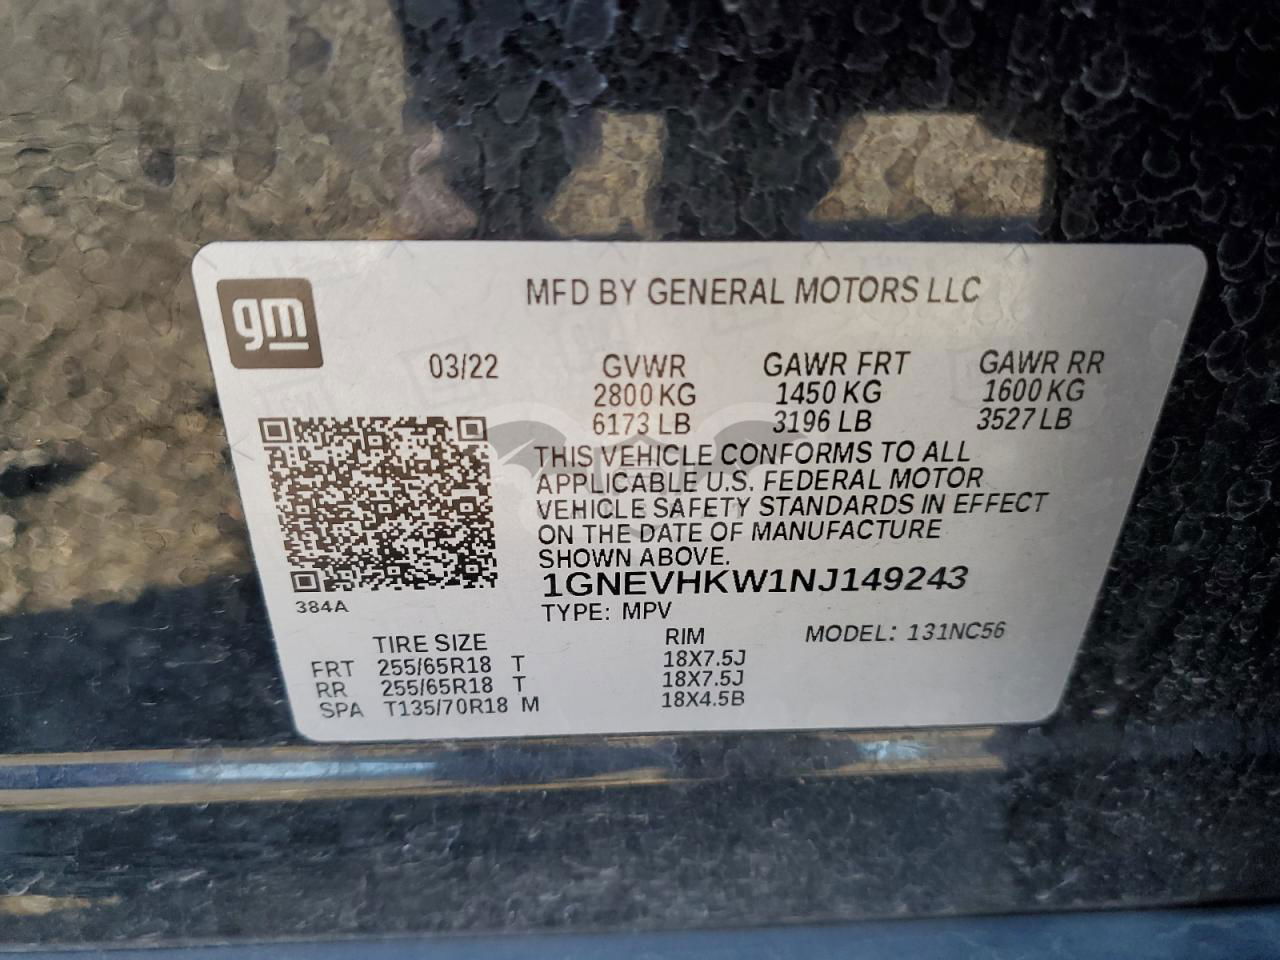 gm
MFD BY GENERAL MOTORS LLC
03/22 GVWR GAWR FRT GAWR RR
2800 KG 1450 KG 1600 KG
6173 LB 3196 LB 3527 LB
THIS VEHICLE CONFORMS TO ALL
APPLICABLE U.S. FEDERAL MOTOR
VEHICLE SAFETY STANDARDS IN EFFECT
ON THE DATE OF MANUFACTURE
SHOWN ABOVE.
1GNEVHKW1NJ149243
384A
TYPE: MPV
TIRE SIZE RIM MODEL: 131NC56
FRT 255/65R18 T 18X7.5J
RR 255/65R18 T 18X7.5J
SPA T135/70R18 M 18X4.5B